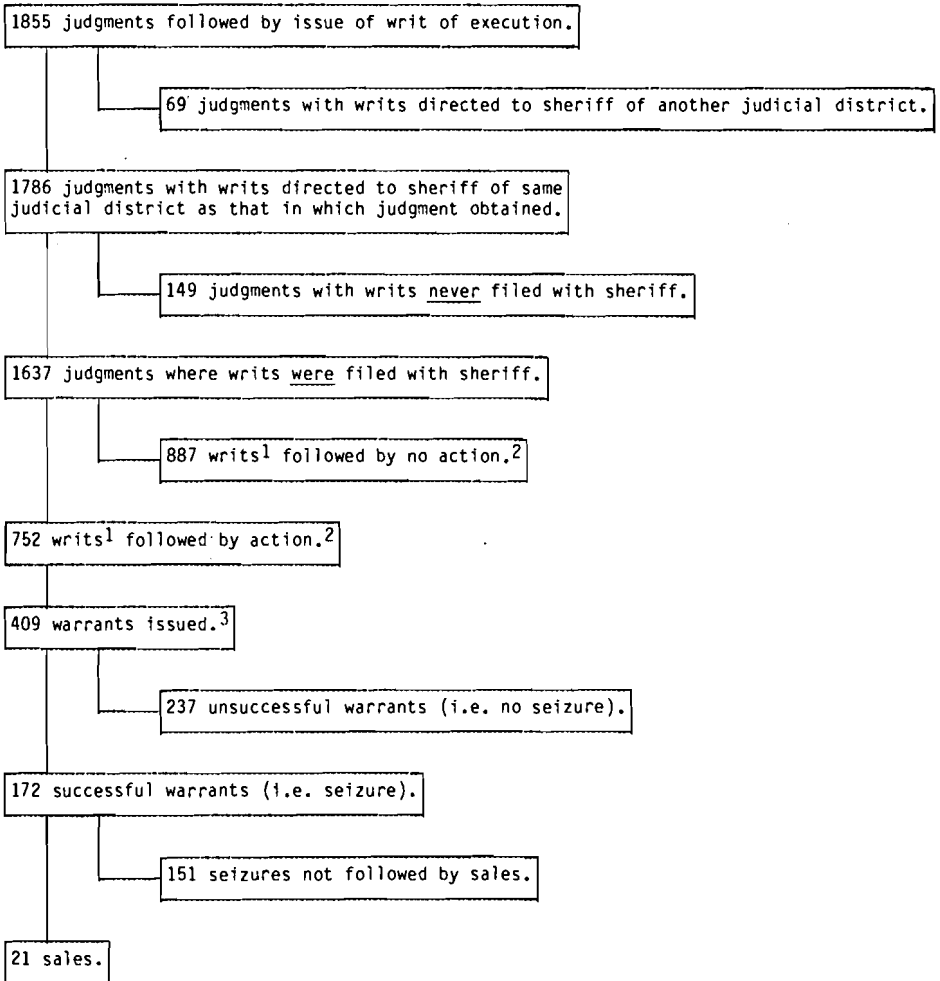 1855 judgments followed by issue of writ of execution.
69 judgments with writs directed to sheriff of another judicial district.
1786 judgments with writs directed to sheriff of same
judicial district as that in which judgment obtained.
149 judgments with writs never filed with sheriff.
1637 judgments where writs were filed with sheriff.
887 writs1 followed by no action.2
752 writs1 followed by action.2
409 warrants issued.3
237 unsuccessful warrants (i.e. no seizure).
172 successful warrants (i.e. seizure).
151 seizures not followed by sales.
21 sales.